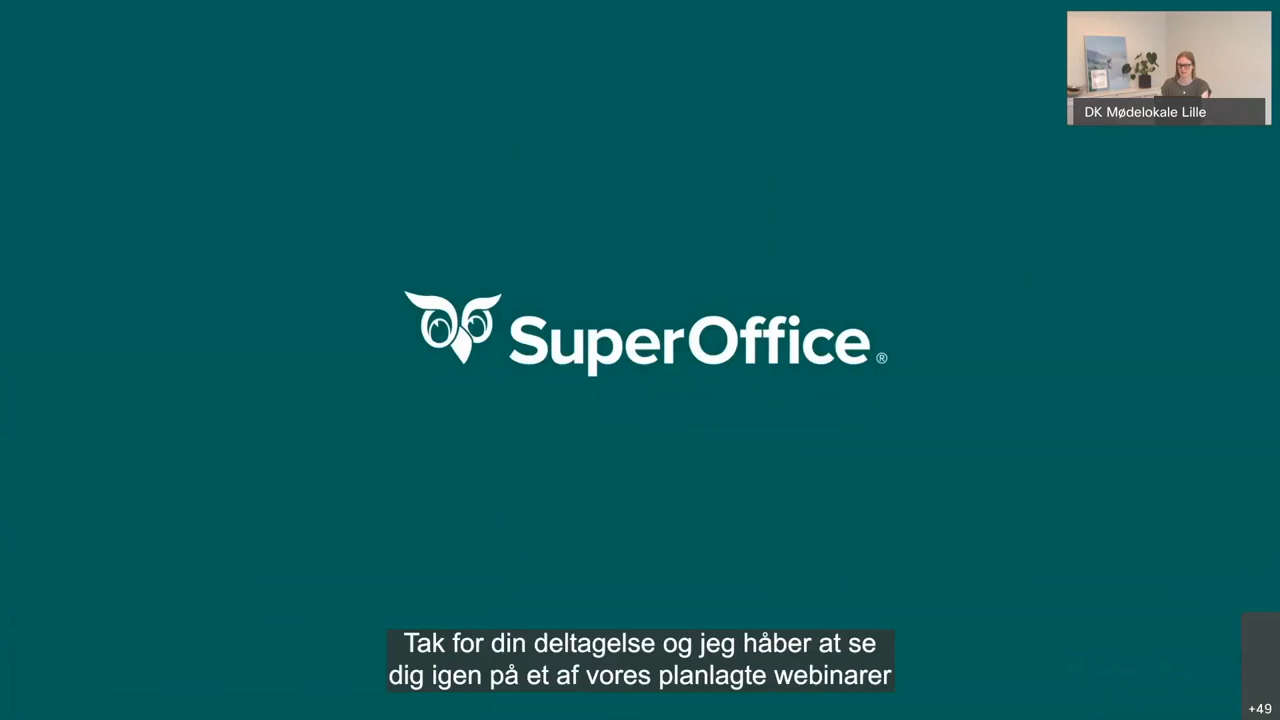 DK Mødelokale Lille
SuperOffice®
Tak for din deltagelse og jeg håber at se
dig igen på et af vores planlagte webinarer
+49